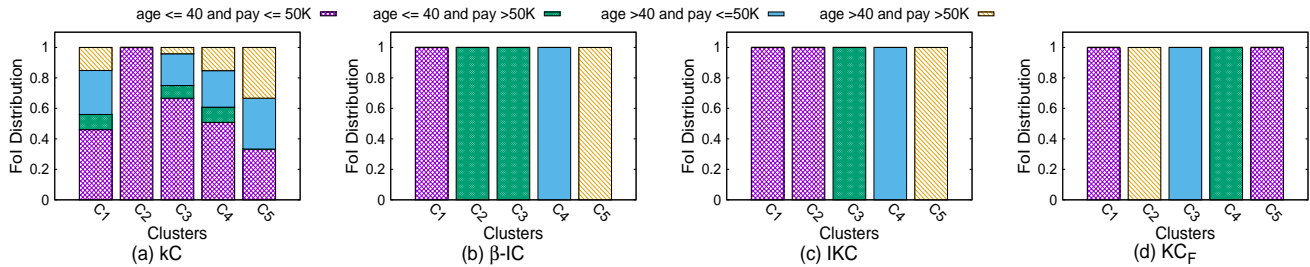 age <= 40 and pay <= 50K age <= 40 and pay >50K age >40 and pay <=50K age >40 and pay >50K
FoI Distribution
1
0.8
0.6
0.4
0.2
0
C1 C2 C3 C4 C5
Clusters
(a) kC
FoI Distribution
1
0.8
0.6
0.4
0.2
0
C1 C2 C3 C4 C5
Clusters
(b) β-IC
FoI Distribution
1
0.8
0.6
0.4
0.2
0
C1 C2 C3 C4 C5
Clusters
(c) IKC
FoI Distribution
1
0.8
0.6
0.4
0.2
0
C1 C2 C3 C4 C5
Clusters
(d) KCF